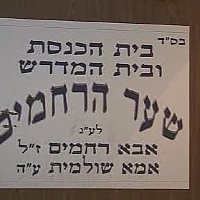 בס"ד
בית הכנסת
ובית המדרש
שער הרחמים
לע"נ
אבא רחמים ז"ל
אמא שולמית ע"ה